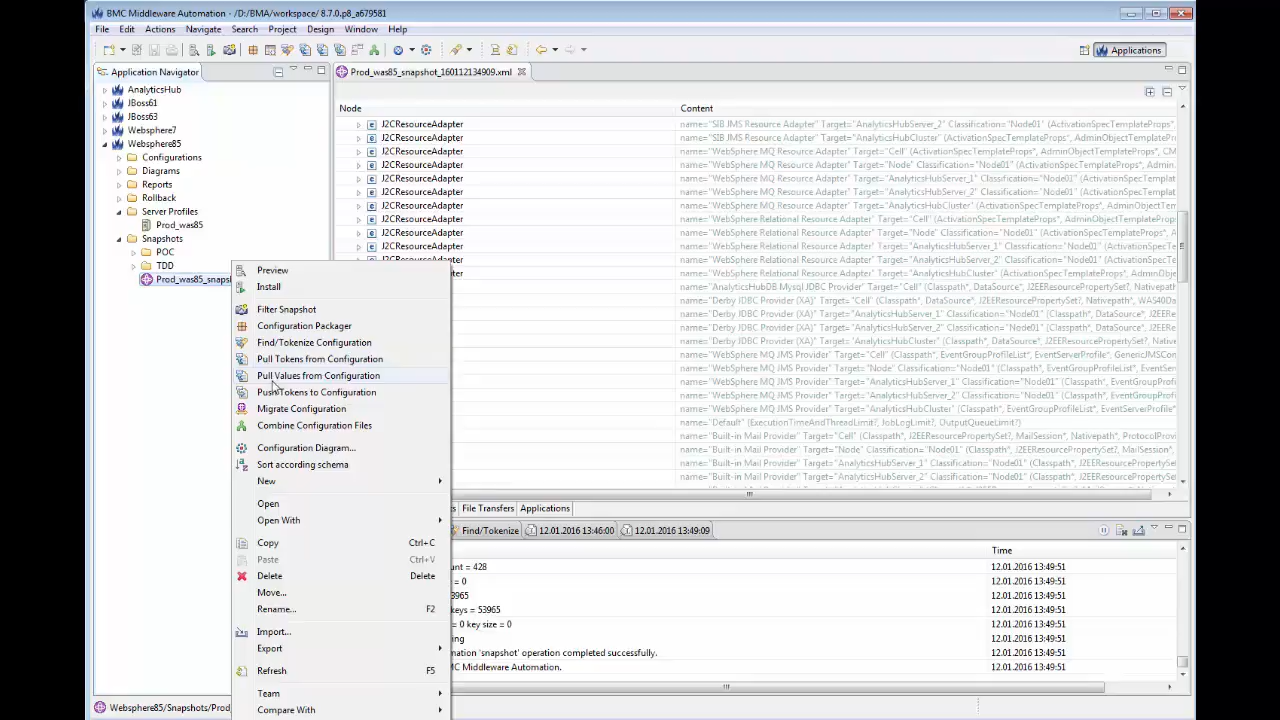 BMC Middleware Automation - /D:/BMA/workspace/ 8.7.0.p8_a679581
File Edit Actions Navigate Search Project Design Window Help
Applications
Application Navigator
AnalyticsHub
JBoss61
JBoss63
Websphere7
Websphere85
Configurations
Diagrams
Reports
Rollback
Server Profiles
Prod_was85
Snapshots
POC
TDD
Prod_was85_snaps
Prod_was85_snapshot_160112134909.xml
Node Content
J2CResourceAdapter name="SIB JMS Resource Adapter" Target="AnalyticsHubServer_2" Classification="Node01" (ActivationSpecTemplateProps*
J2CResourceAdapter name="SIB JMS Resource Adapter" Target="AnalyticsHubCluster" (ActivationSpecTemplateProps*, AdminObjectTemplatePr
J2CResourceAdapter name="WebSphere MQ Resource Adapter" Target="Cell" (ActivationSpecTemplateProps*, AdminObjectTemplateProps*, CM
J2CResourceAdapter name="WebSphere MQ Resource Adapter" Target="Node" Classification="Node01" (ActivationSpecTemplateProps*, Admin
J2CResourceAdapter name="WebSphere MQ Resource Adapter" Target="AnalyticsHubServer_1" Classification="Node01" (ActivationSpecTemplat
J2CResourceAdapter name="WebSphere MQ Resource Adapter" Target="AnalyticsHubServer_2" Classification="Node01" (ActivationSpecTemplat
J2CResourceAdapter name="WebSphere MQ Resource Adapter" Target="AnalyticsHubCluster" (ActivationSpecTemplateProps*, AdminObjectTem
J2CResourceAdapter name="WebSphere Relational Resource Adapter" Target="Cell" (ActivationSpecTemplateProps*, AdminObjectTemplateProp
J2CResourceAdapter name="WebSphere Relational Resource Adapter" Target="Node" Classification="Node01" (ActivationSpecTemplateProps*,
J2CResourceAdapter name="WebSphere Relational Resource Adapter" Target="AnalyticsHubServer_1" Classification="Node01" (ActivationSpecT
name="WebSphere Relational Resource Adapter" Target="AnalyticsHubServer_2" Classification="Node01" (ActivationSpecT
dapter name="WebSphere Relational Resource Adapter" Target="AnalyticsHubCluster" (ActivationSpecTemplateProps*, AdminOb
name="AnalyticsHubDB Mysql JDBC Provider" Target="Cell" (Classpath*, DataSource*, J2EEResourcePropertySet?, Nativepath
name="Derby JDBC Provider (XA)" Target="Cell" (Classpath*, DataSource*, J2EEResourcePropertySet?, Nativepath*, WAS40Da
name="Derby JDBC Provider (XA)" Target="AnalyticsHubServer_1" Classification="Node01" (Classpath*, DataSource*, J2EERes
name="Derby JDBC Provider (XA)" Target="AnalyticsHubServer_2" Classification="Node01" (Classpath*, DataSource*, J2EERes
name="Derby JDBC Provider (XA)" Target="AnalyticsHubCluster" (Classpath*, DataSource*, J2EEResourcePropertySet?, Nativep
name="WebSphere MQ JMS Provider" Target="Cell" (Classpath*, EventGroupProfileList*, EventServerProfile*, GenericJMSConn
name="WebSphere MQ JMS Provider" Target="Node" Classification="Node01" (Classpath*, EventGroupProfileList*, EventServer
name="WebSphere MQ JMS Provider" Target="AnalyticsHubServer_1" Classification="Node01" (Classpath*, EventGroupProfi
name="WebSphere MQ JMS Provider" Target="AnalyticsHubServer_2" Classification="Node01" (Classpath*, EventGroupProfi
name="WebSphere MQ JMS Provider" Target="AnalyticsHubCluster" (Classpath*, EventGroupProfileList*, EventServerProfile*
name="Default" (ExecutionTimeAndThreadLimit?, JobLogLimit?, OutputQueueLimit?)
name="Built-in Mail Provider" Target="Cell" (Classpath*, J2EEResourcePropertySet?, MailSession*, Nativepath*, ProtocolProvi
name="Built-in Mail Provider" Target="Node" Classification="Node01" (Classpath*, J2EEResourcePropertySet?, MailSession*, N
name="Built-in Mail Provider" Target="AnalyticsHubServer_1" Classification="Node01" (Classpath*, J2EEResourcePropertySet?
name="Built-in Mail Provider" Target="AnalyticsHubServer_2" Classification="Node01" (Classpath*, J2EEResourcePropertySet?
Preview
Install
Filter Snapshot
Configuration Packager
Find/Tokenize Configuration
Pull Tokens from Configuration
Pull Values from Configuration
Push Tokens to Configuration
Migrate Configuration
Combine Configuration Files
Configuration Diagram...
Sort according schema
New
Open
Open With
Copy Ctrl+C
Paste Ctrl+V
Delete Delete
Move...
Rename... F2
Import...
Export
Refresh F5
Team
Compare With
File Transfers Applications
Find/Tokenize 12.01.2016 13:46:00 12.01.2016 13:49:09
Time
unt = 428 12.01.2016 13:49:51
= 0 12.01.2016 13:49:51
3965 12.01.2016 13:49:51
keys = 53965 12.01.2016 13:49:51
= 0 key size = 0 12.01.2016 13:49:51
ing 12.01.2016 13:49:51
mation 'snapshot' operation completed successfully. 12.01.2016 13:49:51
MC Middleware Automation. 12.01.2016 13:49:51
Websphere85/Snapshots/Prod_